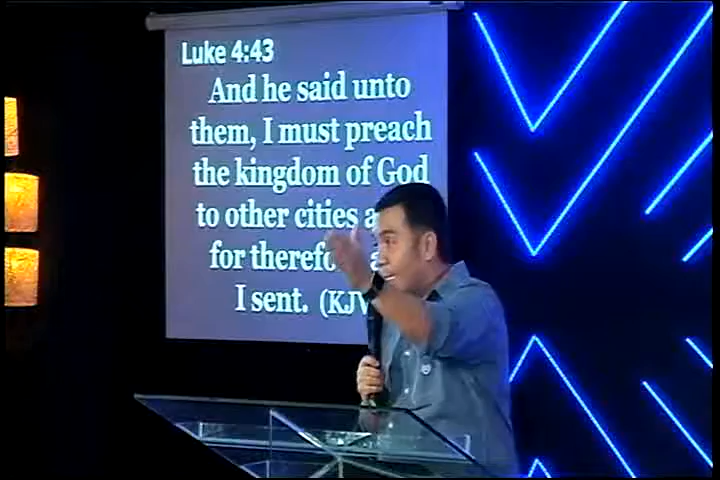 Luke 4:43
And he said unto
them, I must preach
the kingdom of God
to other cities
for
I sent. (KJV